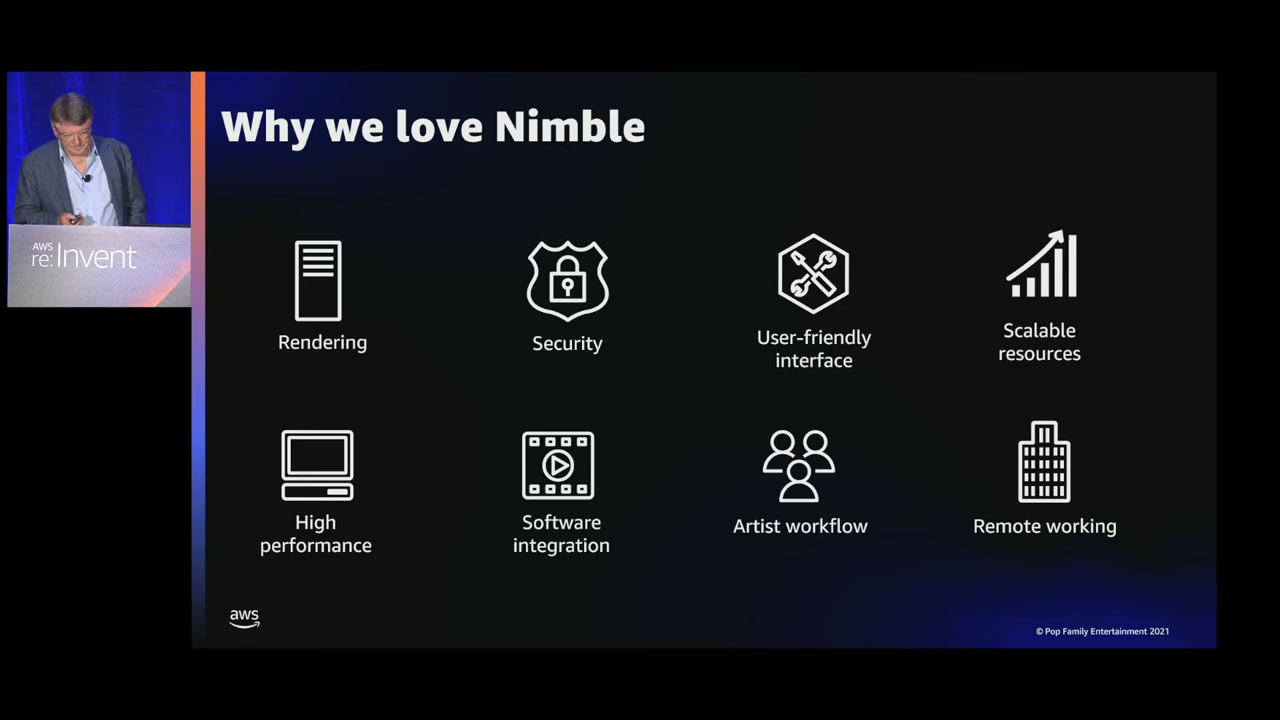 Why we love Nimble
AWS
re:Invent
Rendering
Security
User-friendly
interface
Scalable
resources
High
performance
Software
integration
Artist workflow
Remote working
aws
© Pop Family Entertainment 2021